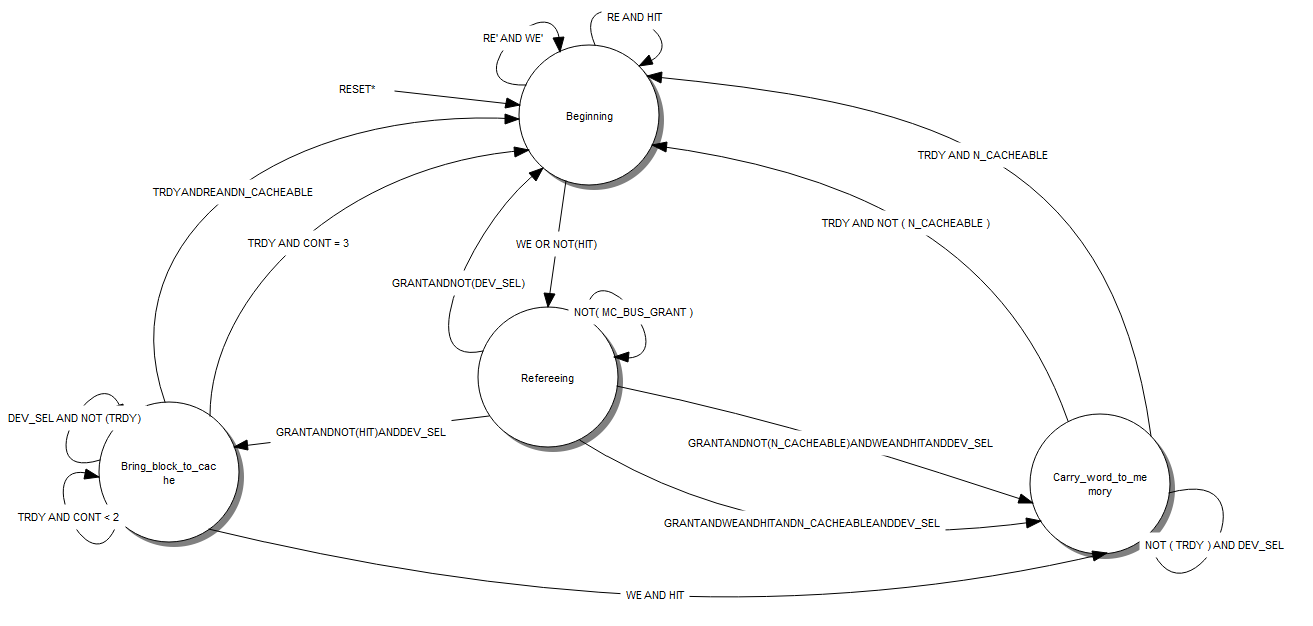 RE AND HIT
RE' AND WE'
RESET*
Beginning
TRDY AND N_CACHEABLE
TRDYANDREANDN_CACHEABLE
TRDY AND NOT ( N_CACHEABLE )
TRDY AND CONT = 3
WE OR NOT(HIT)
GRANTANDNOT(DEV_SEL)
NOT( MC_BUS_GRANT )
Refereeing
DEV_SEL AND NOT (TRDY)
GRANTANDNOT(HIT)ANDDEV_SEL
GRANTANDNOT(N_CACHEABLE)ANDWEANDHITANDDEV_SEL
Bring_block_to_cac
he
Carry_word_to_me
mory
TRDY AND CONT < 2
GRANTANDWEANDHITANDN_CACHEABLEANDDEV_SEL
NOT ( TRDY ) AND DEV_SEL
WE AND HIT